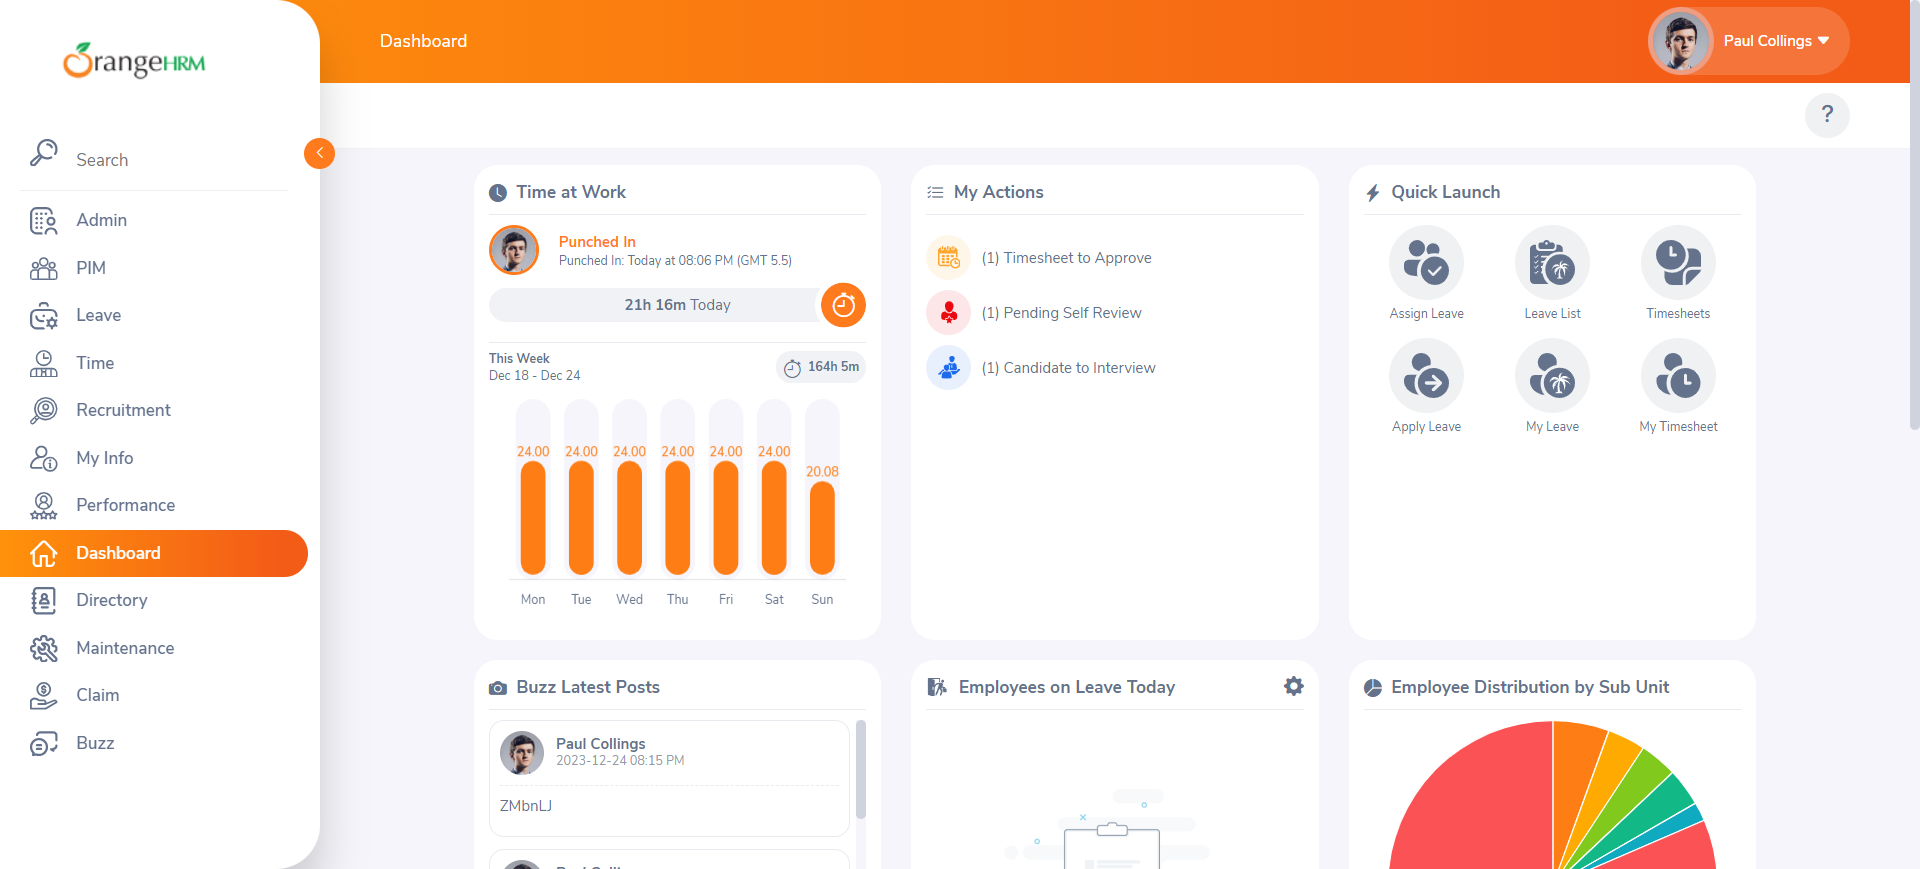 OrangeHRM
Search
Admin
PIM
Leave
Time
Recruitment
My Info
Performance
Dashboard
Directory
Maintenance
Claim
Buzz
Dashboard
Paul Collings
?
Time at Work
Punched In
Punched In: Today at 08:06 PM (GMT 5.5)
21h 16m Today
This Week
Dec 18 - Dec 24
164h 5m
24.00 24.00 24.00 24.00 24.00 24.00 20.08
Mon Tue Wed Thu Fri Sat Sun
My Actions
(1) Timesheet to Approve
(1) Pending Self Review
(1) Candidate to Interview
Quick Launch
Assign Leave Leave List Timesheets
Apply Leave My Leave My Timesheet
Buzz Latest Posts
Paul Collings
2023-12-24 08:15 PM
ZMbnLJ
Employees on Leave Today
Employee Distribution by Sub Unit